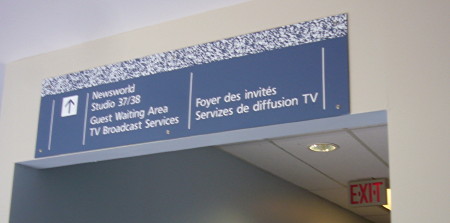 Newsworld
Studio 37/38
Guest Waiting Area
TV Broadcast Services
Foyer des invités
Servizes de diffusion TV
EXIT